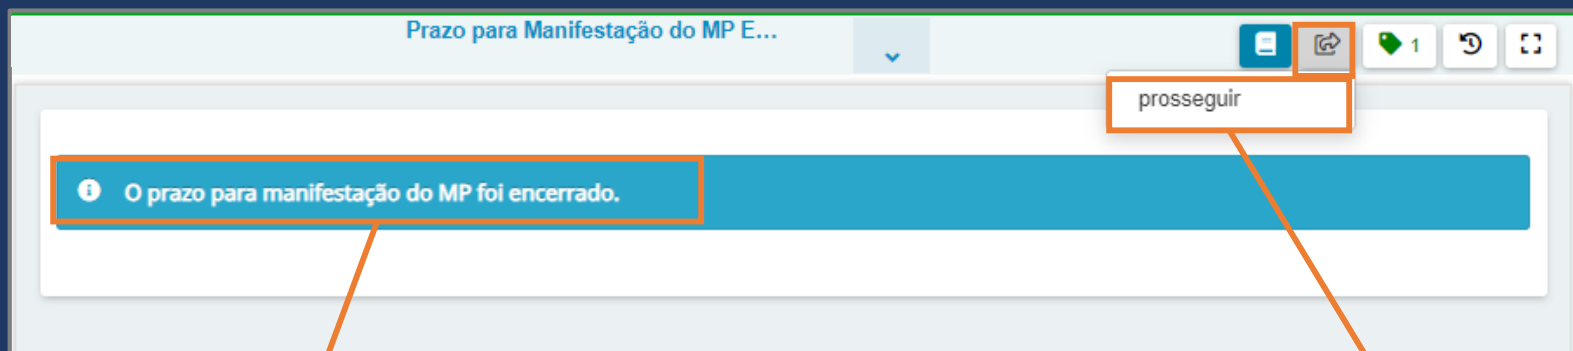 Prazo para Manifestação do MP E...
1
prosseguir
O prazo para manifestação do MP foi encerrado.